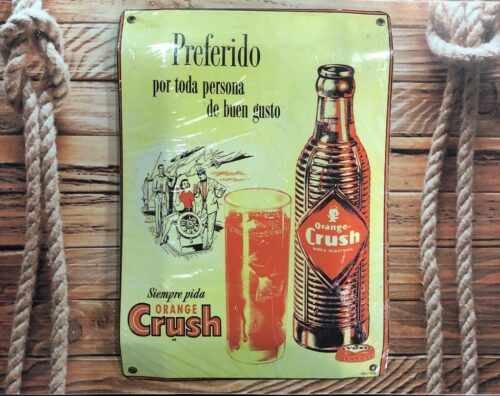 Preferido
por toda persona
de buen gusto
Orange-
Crush
Siempre pida
ORANGE
Crush